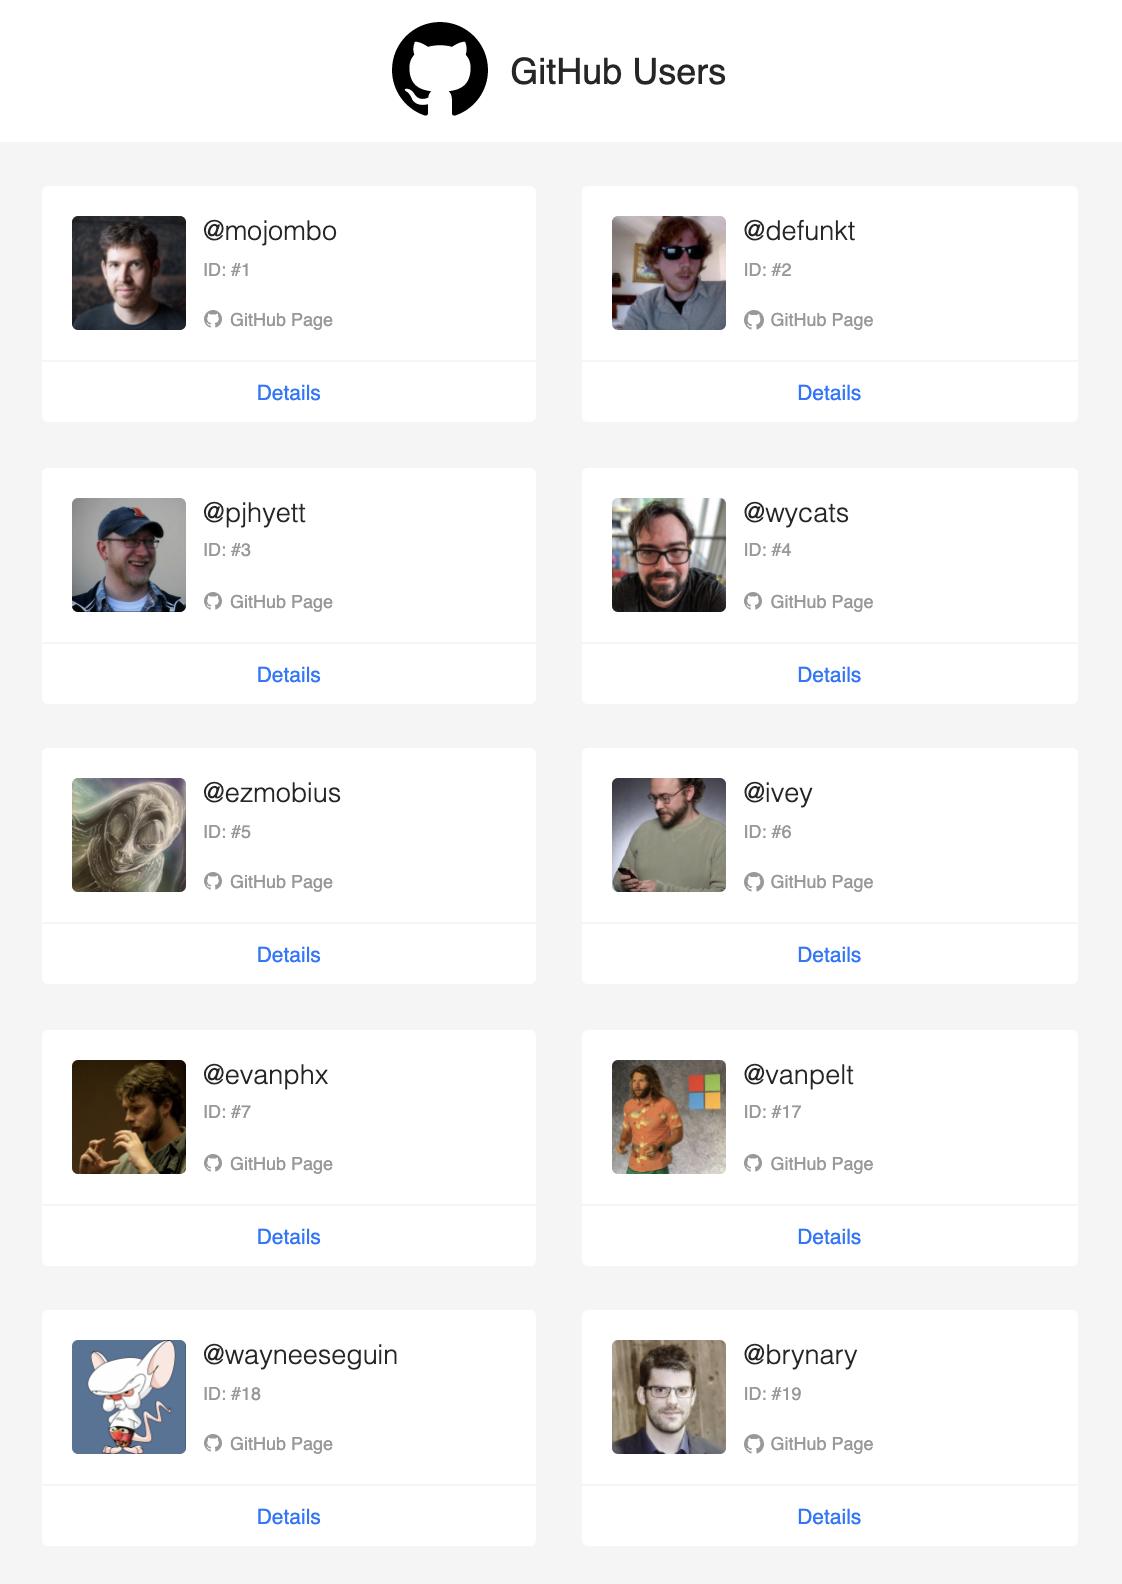 GitHub Users
@mojombo
ID: #1
GitHub Page
Details
@defunkt
ID: #2
GitHub Page
Details
@pjhyett
ID: #3
GitHub Page
Details
@wycats
ID: #4
GitHub Page
Details
@ezmobius
ID: #5
GitHub Page
Details
@ivey
ID: #6
GitHub Page
Details
@evanphx
ID: #7
GitHub Page
Details
@vanpelt
ID: #17
GitHub Page
Details
@wayneeseguin
ID: #18
GitHub Page
Details
@brynary
ID: #19
GitHub Page
Details